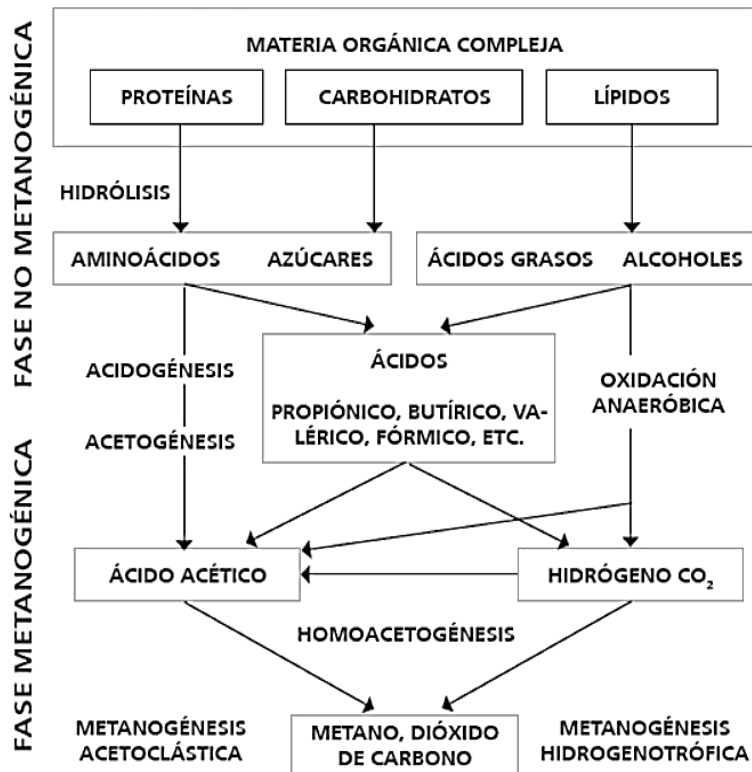 FASE NO METANOGÉNICA
MATERIA ORGÁNICA COMPLEJA
PROTEÍNAS
CARBOHIDRATOS
LÍPIDOS
HIDRÓLISIS
AMINOÁCIDOS AZÚCARES
ÁCIDOS GRASOS ALCOHOLES
ÁCIDOS
PROPIÓNICO, BUTÍRICO, VA-
LÉRICO, FÓRMICO, ETC.
ACIDOGÉNESIS
ACETOGÉNESIS
OXIDACIÓN
ANAERÓBICA
FASE METANOGÉNICA
ÁCIDO ACÉTICO
HIDRÓGENO CO₂
HOMOACETOGÉNESIS
METANOGÉNESIS
ACETOCLÁSTICA
METANO, DIÓXIDO
DE CARBONO
METANOGÉNESIS
HIDROGENOTRÓFICA